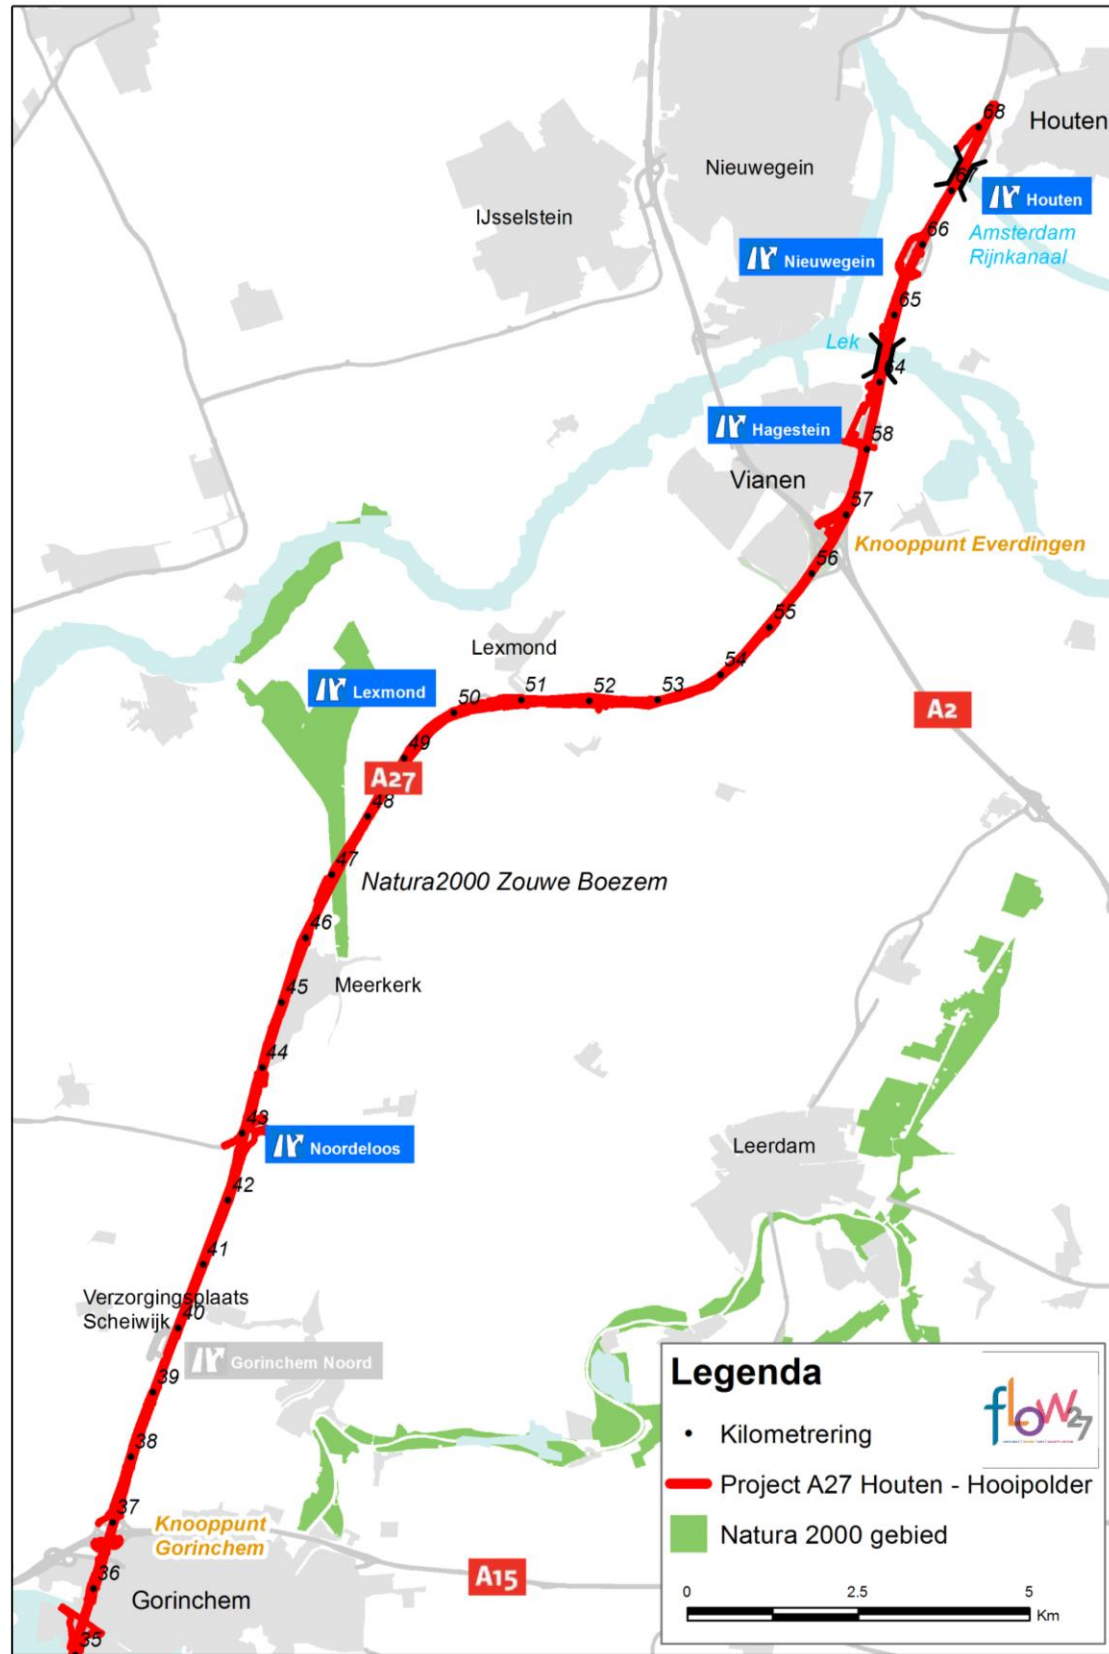 68
Houten
Nieuwegein
67
Houten
IJsselstein
66
Amsterdam
Rijnkanaal
Nieuwegein
65
Lek
64
Hagestein
58
Vianen
57
Knooppunt Everdingen
56
55
Lexmond
54
53
52
51
50
Lexmond
A2
49
A27
48
47
Natura2000 Zouwe Boezem
46
Meerkerk
45
44
43
Noordeloos
Leerdam
42
41
Verzorgingsplaats
Scheiwijk
40
Gorinchem Noord
39
38
37
Knooppunt
Gorinchem
36
A15
Gorinchem
35
Legenda
flow27
Kilometrering
Project A27 Houten - Hooipolder
Natura 2000 gebied
0 2.5 5
Km